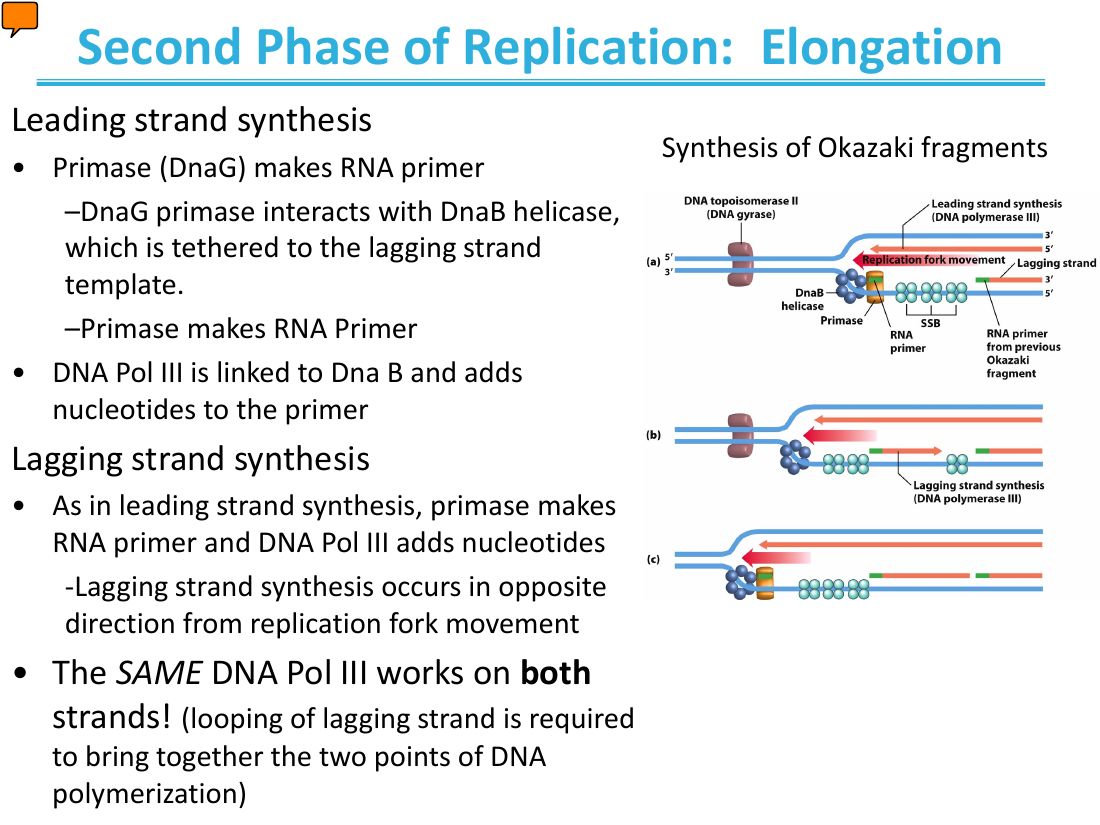 Second Phase of Replication:  Elongation
Leading strand synthesis
• Primase (DnaG) makes RNA primer
–DnaG primase interacts with DnaB helicase,
which is tethered to the lagging strand
template.
–Primase makes RNA Primer
• DNA Pol III is linked to Dna B and adds
nucleotides to the primer
Lagging strand synthesis
• As in leading strand synthesis, primase makes
RNA primer and DNA Pol III adds nucleotides
-Lagging strand synthesis occurs in opposite
direction from replication fork movement
• The SAME DNA Pol III works on both
strands! (looping of lagging strand is required
to bring together the two points of DNA
polymerization)
Synthesis of Okazaki fragments
DNA topoisomerase II
(DNA gyrase)
Leading strand synthesis
(DNA polymerase III)
3′
5′
(a) 5′
3′
Replication fork movement
Lagging strand
3′
5′
DnaB
helicase
Primase
RNA
primer
SSB
RNA primer
from previous
Okazaki
fragment
(b)
Lagging strand synthesis
(DNA polymerase III)
(c)